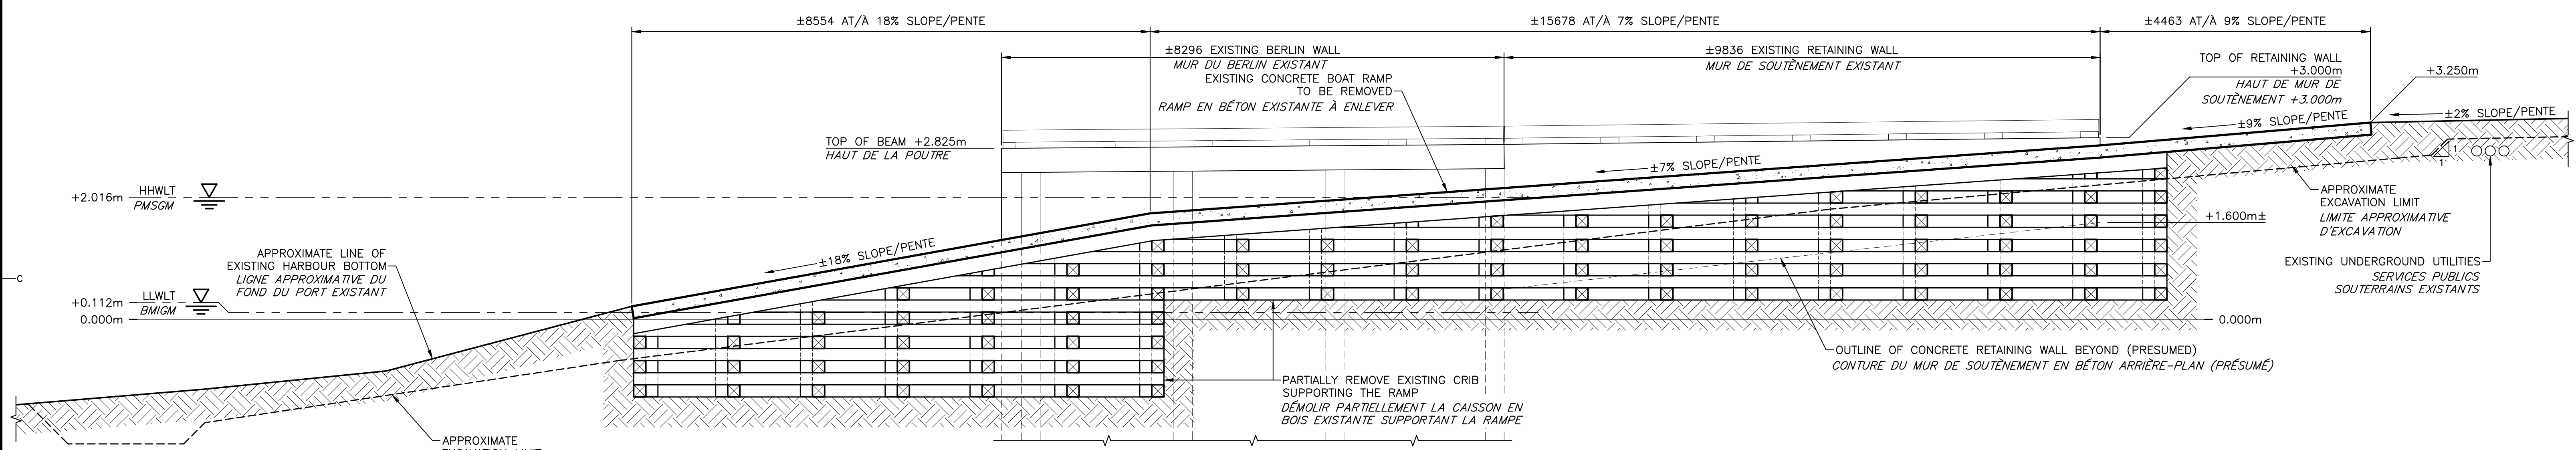 ±8554 AT/À 18% SLOPE/PENTE
±15678 AT/À 7% SLOPE/PENTE
±4463 AT/À 9% SLOPE/PENTE
±8296 EXISTING BERLIN WALL
MUR DU BERLIN EXISTANT
±9836 EXISTING RETAINING WALL
MUR DE SOUTÈNEMENT EXISTANT
EXISTING CONCRETE BOAT RAMP
TO BE REMOVED
RAMP EN BÉTON EXISTANTE À ENLEVER
TOP OF RETAINING WALL
+3.000m
HAUT DE MUR DE
SOUTÈNEMENT +3.000m
+3.250m
±2% SLOPE/PENTE
±9% SLOPE/PENTE
TOP OF BEAM +2.825m
HAUT DE LA POUTRE
±7% SLOPE/PENTE
1
1
+2.016m
HHWLT
PMSGM
APPROXIMATE
EXCAVATION LIMIT
LIMITE APPROXIMATIVE
D'EXCAVATION
+1.600m±
±18% SLOPE/PENTE
APPROXIMATE LINE OF
EXISTING HARBOUR BOTTOM
LIGNE APPROXIMATIVE DU
FOND DU PORT EXISTANT
C
EXISTING UNDERGROUND UTILITIES
SERVICES PUBLICS
SOUTERRAINS EXISTANTS
+0.112m
LLWLT
BMIGM
0.000m
0.000m
OUTLINE OF CONCRETE RETAINING WALL BEYOND (PRESUMED)
CONTURE DU MUR DE SOUTÈNEMENT EN BÉTON ARRIÈRE-PLAN (PRÉSUMÉ)
PARTIALLY REMOVE EXISTING CRIB
SUPPORTING THE RAMP
DÉMOLIR PARTIELLEMENT LA CAISSON EN
BOIS EXISTANTE SUPPORTANT LA RAMPE
APPROXIMATE